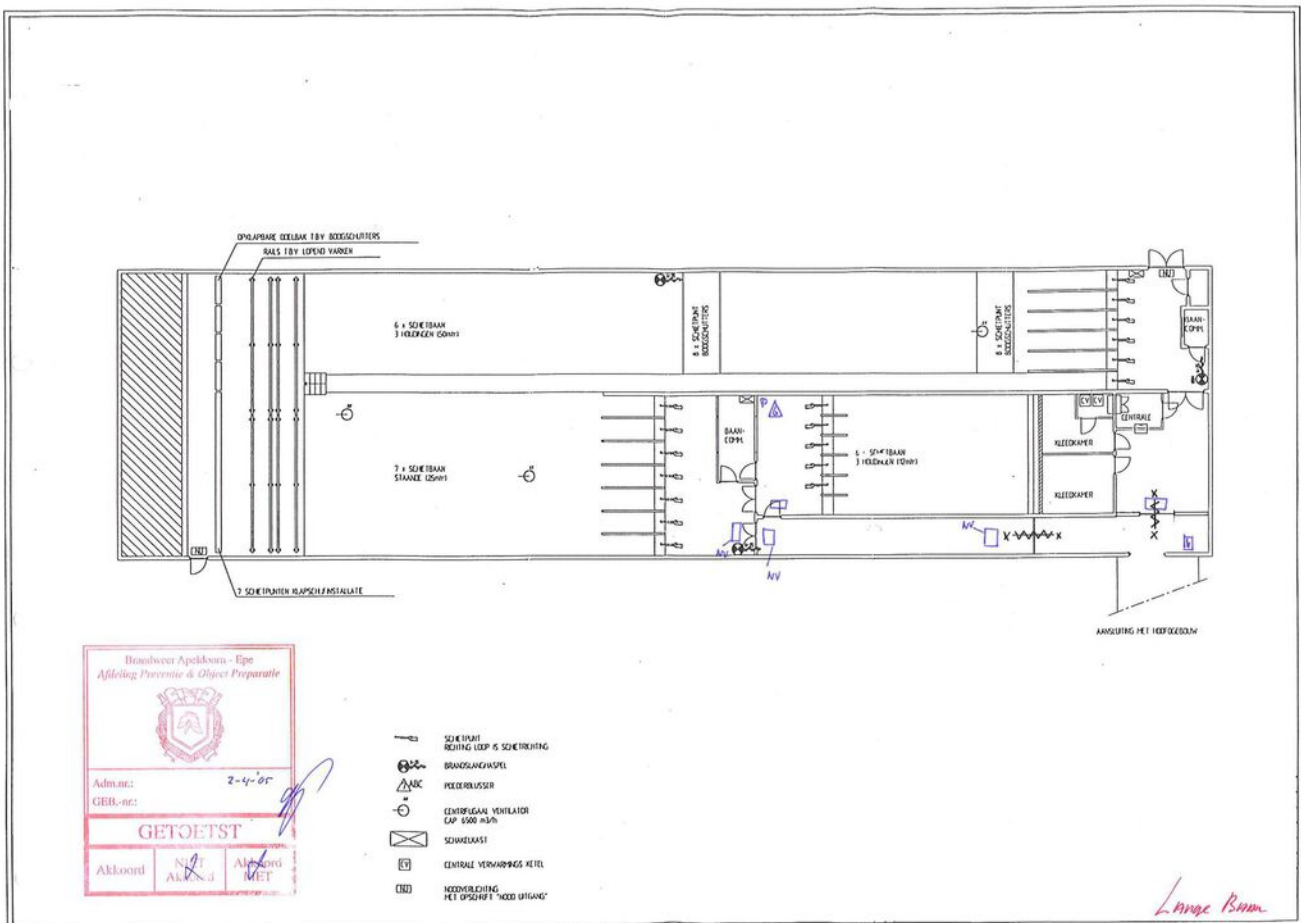 OPKLAPBARE DOELBAK T.B.V. BOOGSCHUTTERS
RAILS T.B.V. LOPEND VARKEN
6 x SCHIETBAAN
3 HOUDINGEN (50mtr)
8 x SCHIETPUNT
BOOGSCHUTTERS
8 x SCHIETPUNT
BOOGSCHUTTERS
NU
BAAN-
COMM.
7 x SCHIETBAAN
STAANDE (25mtr)
BAAN-
COMM.
6 - SCHIETBAAN
3 HOUDINGEN (12mtr)
CV CV
CENTRALE
KLEEDKAMER
KLEEDKAMER
NV
NV
NV
NU
7 SCHIETPUNTEN KLAPSCHIJFINSTALLATIE
AANSLUITING MET HOOFDGEBOUW
Brandweer Apeldoorn - Epe
Afdeling Preventie & Object Preparatie
Adm.nr.: 2-4-'05
GEB.-nr.:
GETOETST
Akkoord
NIET Akkoord
Akkoord MET
SCHIETPUNT
RICHTING LOOP IS SCHIETRICHTING
BRANDSLANGHASPEL
ABC POEDERBLUSSER
CENTRIFUGAAL VENTILATOR
CAP 6500 m3/h
SCHAKELKAST
CV CENTRALE VERWARMINGS KETEL
NU NOODVERLICHTING
MET OPSCHRIFT "NOOD UITGANG"
Lange Baan